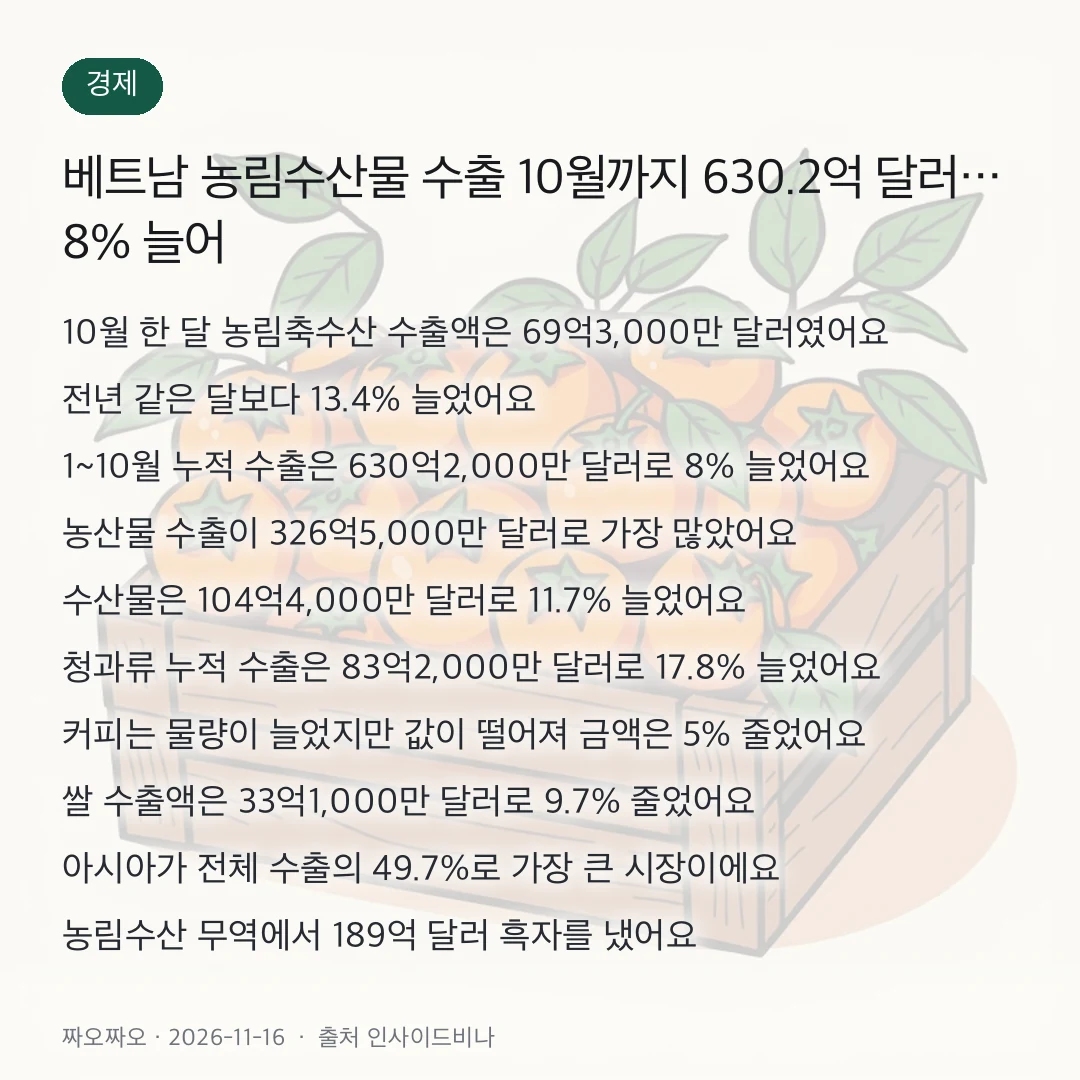 경제
베트남 농림수산물 수출 10월까지 630.2억 달러…
8% 늘어
10월 한 달 농림축수산 수출액은 69억3,000만 달러였어요
전년 같은 달보다 13.4% 늘었어요
1~10월 누적 수출은 630억2,000만 달러로 8% 늘었어요
농산물 수출이 326억5,000만 달러로 가장 많았어요
수산물은 104억4,000만 달러로 11.7% 늘었어요
청과류 누적 수출은 83억2,000만 달러로 17.8% 늘었어요
커피는 물량이 늘었지만 값이 떨어져 금액은 5% 줄었어요
쌀 수출액은 33억1,000만 달러로 9.7% 줄었어요
아시아가 전체 수출의 49.7%로 가장 큰 시장이에요
농림수산 무역에서 189억 달러 흑자를 냈어요
짜오짜오 · 2026-11-16 · 출처 인사이드비나